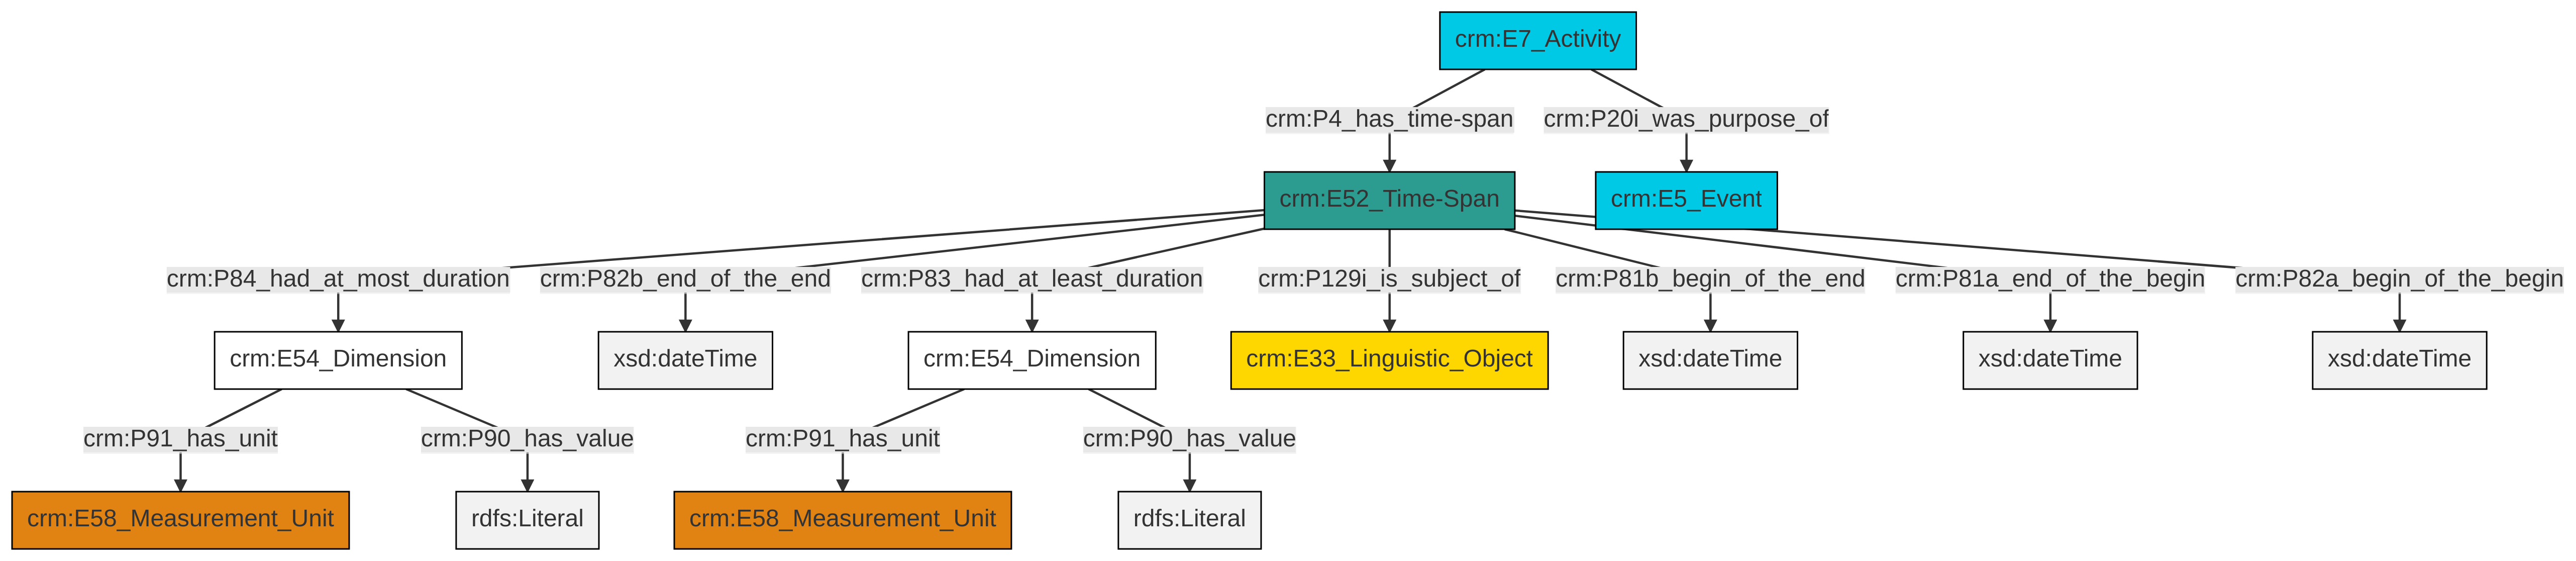 crm:E7_Activity
crm:P4_has_time-span
crm:P20i_was_purpose_of
crm:E52_Time-Span
crm:E5_Event
crm:P84_had_at_most_duration
crm:P82b_end_of_the_end
crm:P83_had_at_least_duration
crm:P129i_is_subject_of
crm:P81b_begin_of_the_end
crm:P81a_end_of_the_begin
crm:P82a_begin_of_the_begin
crm:E54_Dimension
xsd:dateTime
crm:E54_Dimension
crm:E33_Linguistic_Object
xsd:dateTime
xsd:dateTime
xsd:dateTime
crm:P91_has_unit
crm:P90_has_value
crm:P91_has_unit
crm:P90_has_value
crm:E58_Measurement_Unit
rdfs:Literal
crm:E58_Measurement_Unit
rdfs:Literal